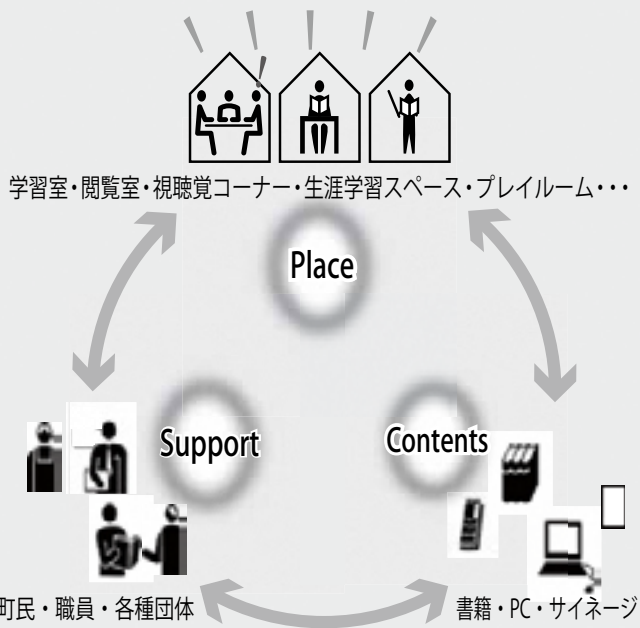 学習室・閲覧室・視聴覚コーナー・生涯学習スペース・プレイルーム・・・
Place
Support
Contents
町民・職員・各種団体
書籍・PC・サイネージ